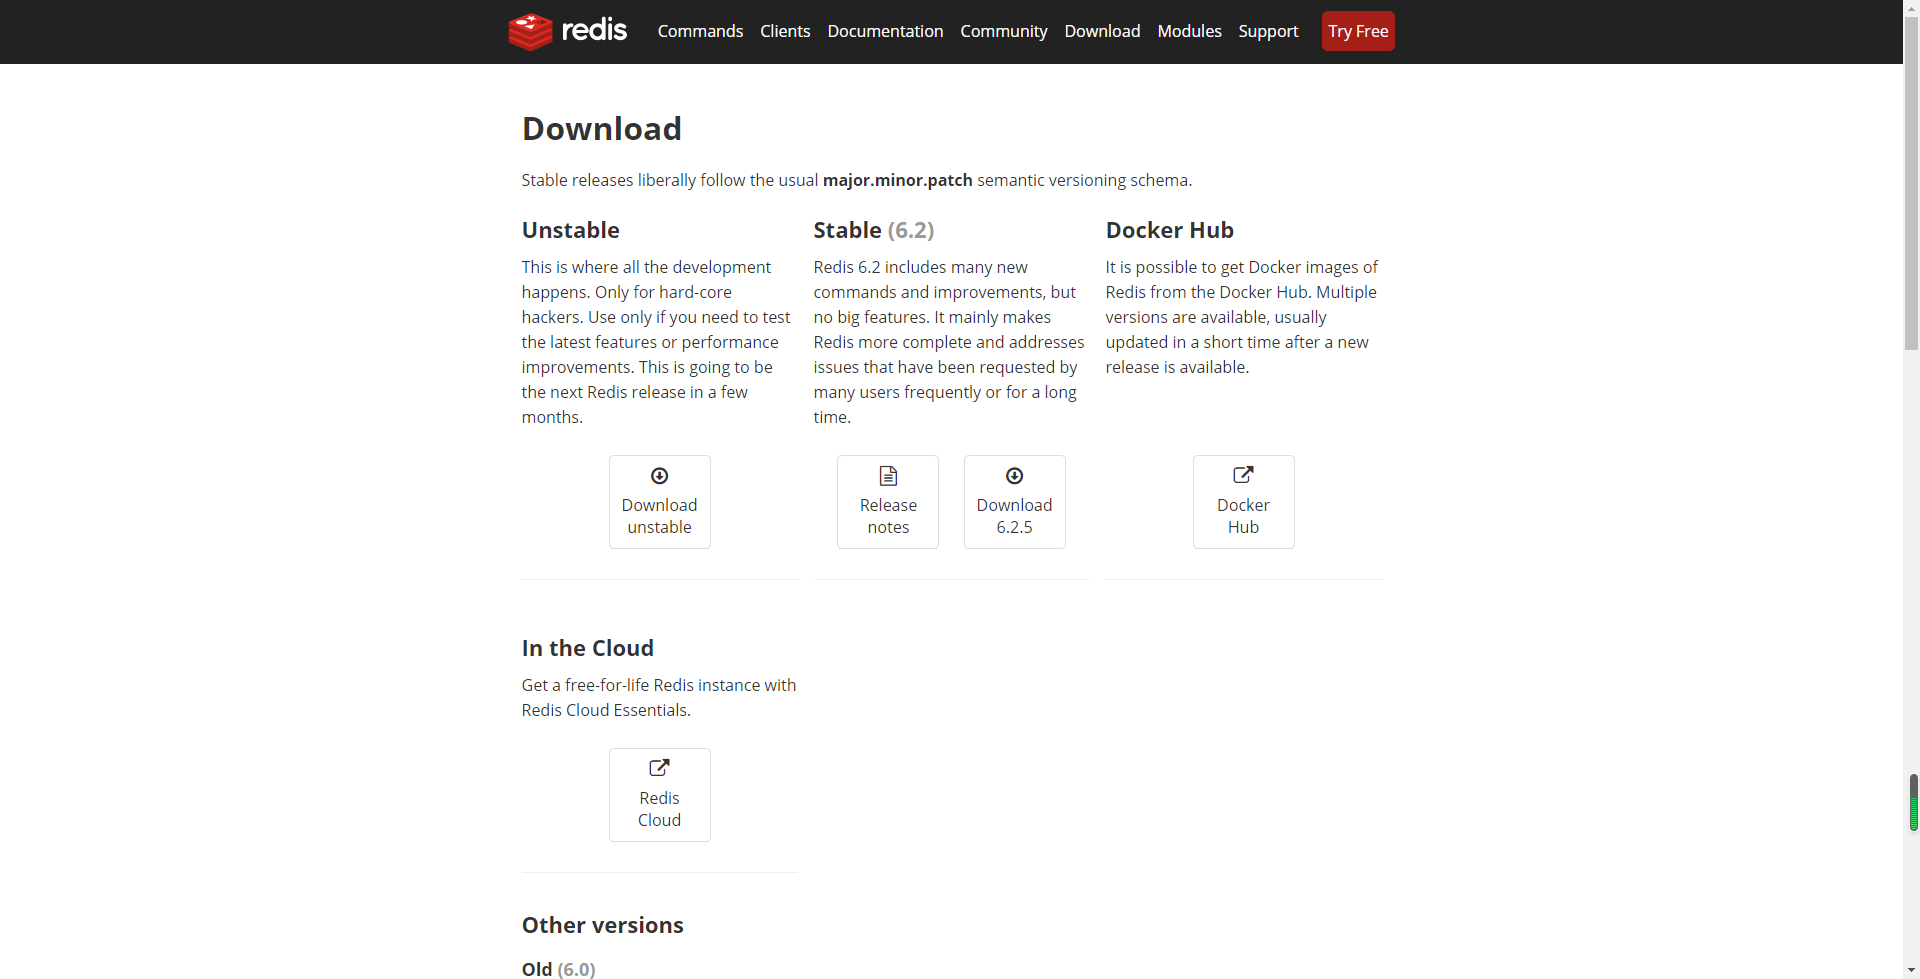 redis
Commands Clients Documentation Community Download Modules Support Try Free
Download
Stable releases liberally follow the usual major.minor.patch semantic versioning schema.
Unstable
This is where all the development
happens. Only for hard-core
hackers. Use only if you need to test
the latest features or performance
improvements. This is going to be
the next Redis release in a few
months.
Download
unstable
Stable (6.2)
Redis 6.2 includes many new
commands and improvements, but
no big features. It mainly makes
Redis more complete and addresses
issues that have been requested by
many users frequently or for a long
time.
Release
notes
Download
6.2.5
Docker Hub
It is possible to get Docker images of
Redis from the Docker Hub. Multiple
versions are available, usually
updated in a short time after a new
release is available.
Docker
Hub
In the Cloud
Get a free-for-life Redis instance with
Redis Cloud Essentials.
Redis
Cloud
Other versions
Old (6.0)